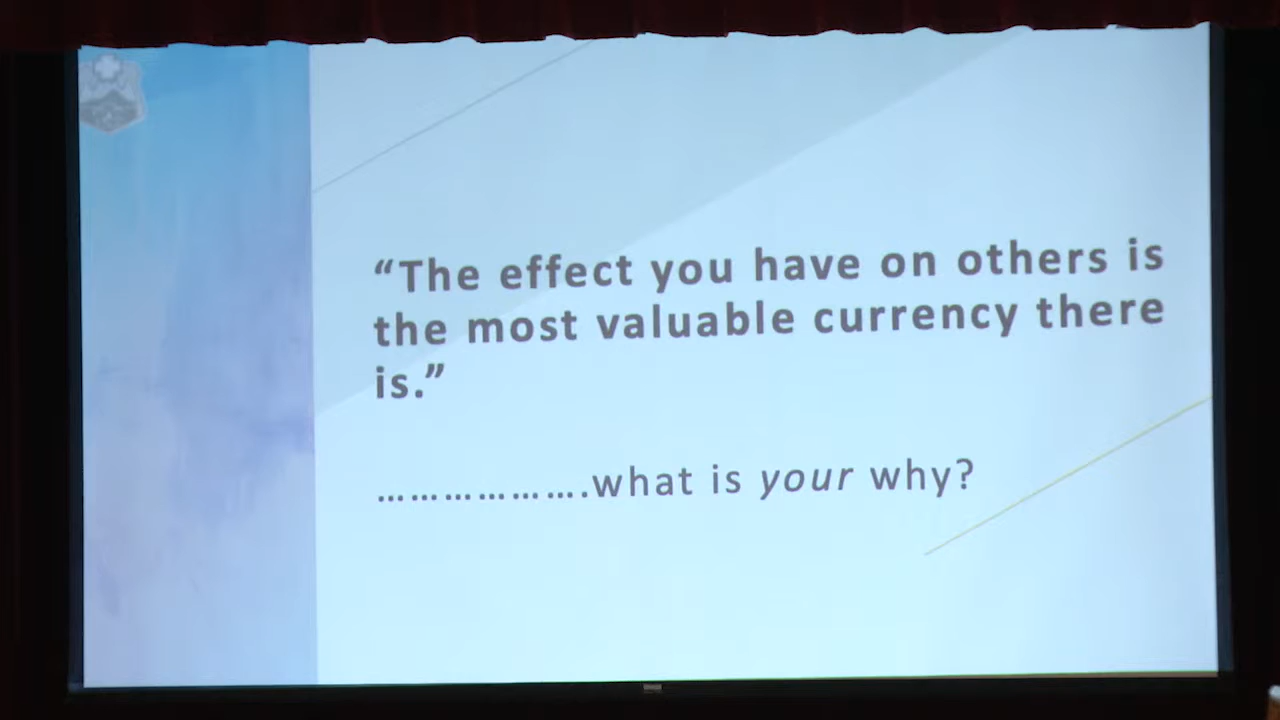 “The effect you have on others is
the most valuable currency there
is.”
………………….what is your why?